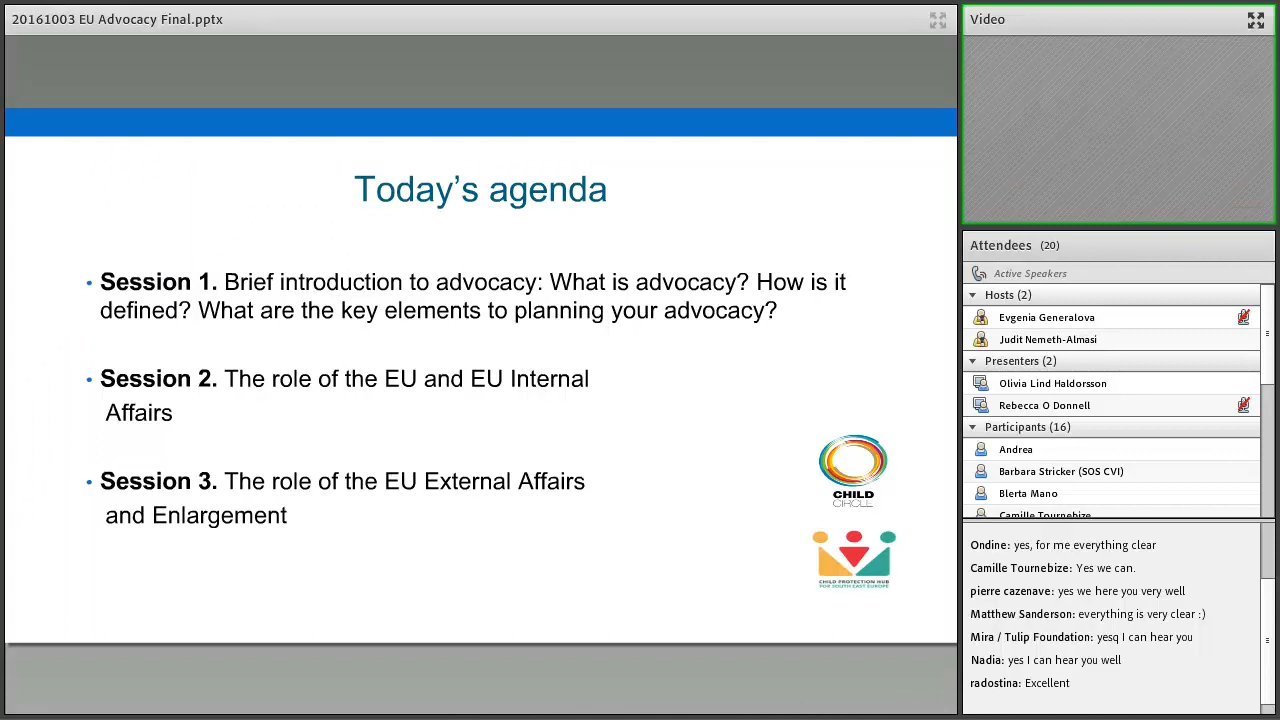 20161003 EU Advocacy Final.pptx
Today’s agenda
• Session 1. Brief introduction to advocacy: What is advocacy? How is it
defined? What are the key elements to planning your advocacy?
• Session 2. The role of the EU and EU Internal
Affairs
• Session 3. The role of the EU External Affairs
and Enlargement
CHILD
CIRCLE
CHILD PROTECTION HUB
FOR SOUTH EAST EUROPE
Video
Attendees (20)
Active Speakers
Hosts (2)
Evgenia Generalova
Judit Nemeth-Almasi
Presenters (2)
Olivia Lind Haldorsson
Rebecca O Donnell
Participants (16)
Andrea
Barbara Stricker (SOS CVI)
Blerta Mano
Camille Tournebize
Ondine: yes, for me everything clear
Camille Tournebize: Yes we can.
pierre cazenave: yes we here you very well
Matthew Sanderson: everything is very clear :)
Mira / Tulip Foundation: yesq I can hear you
Nadia: yes I can hear you well
radostina: Excellent